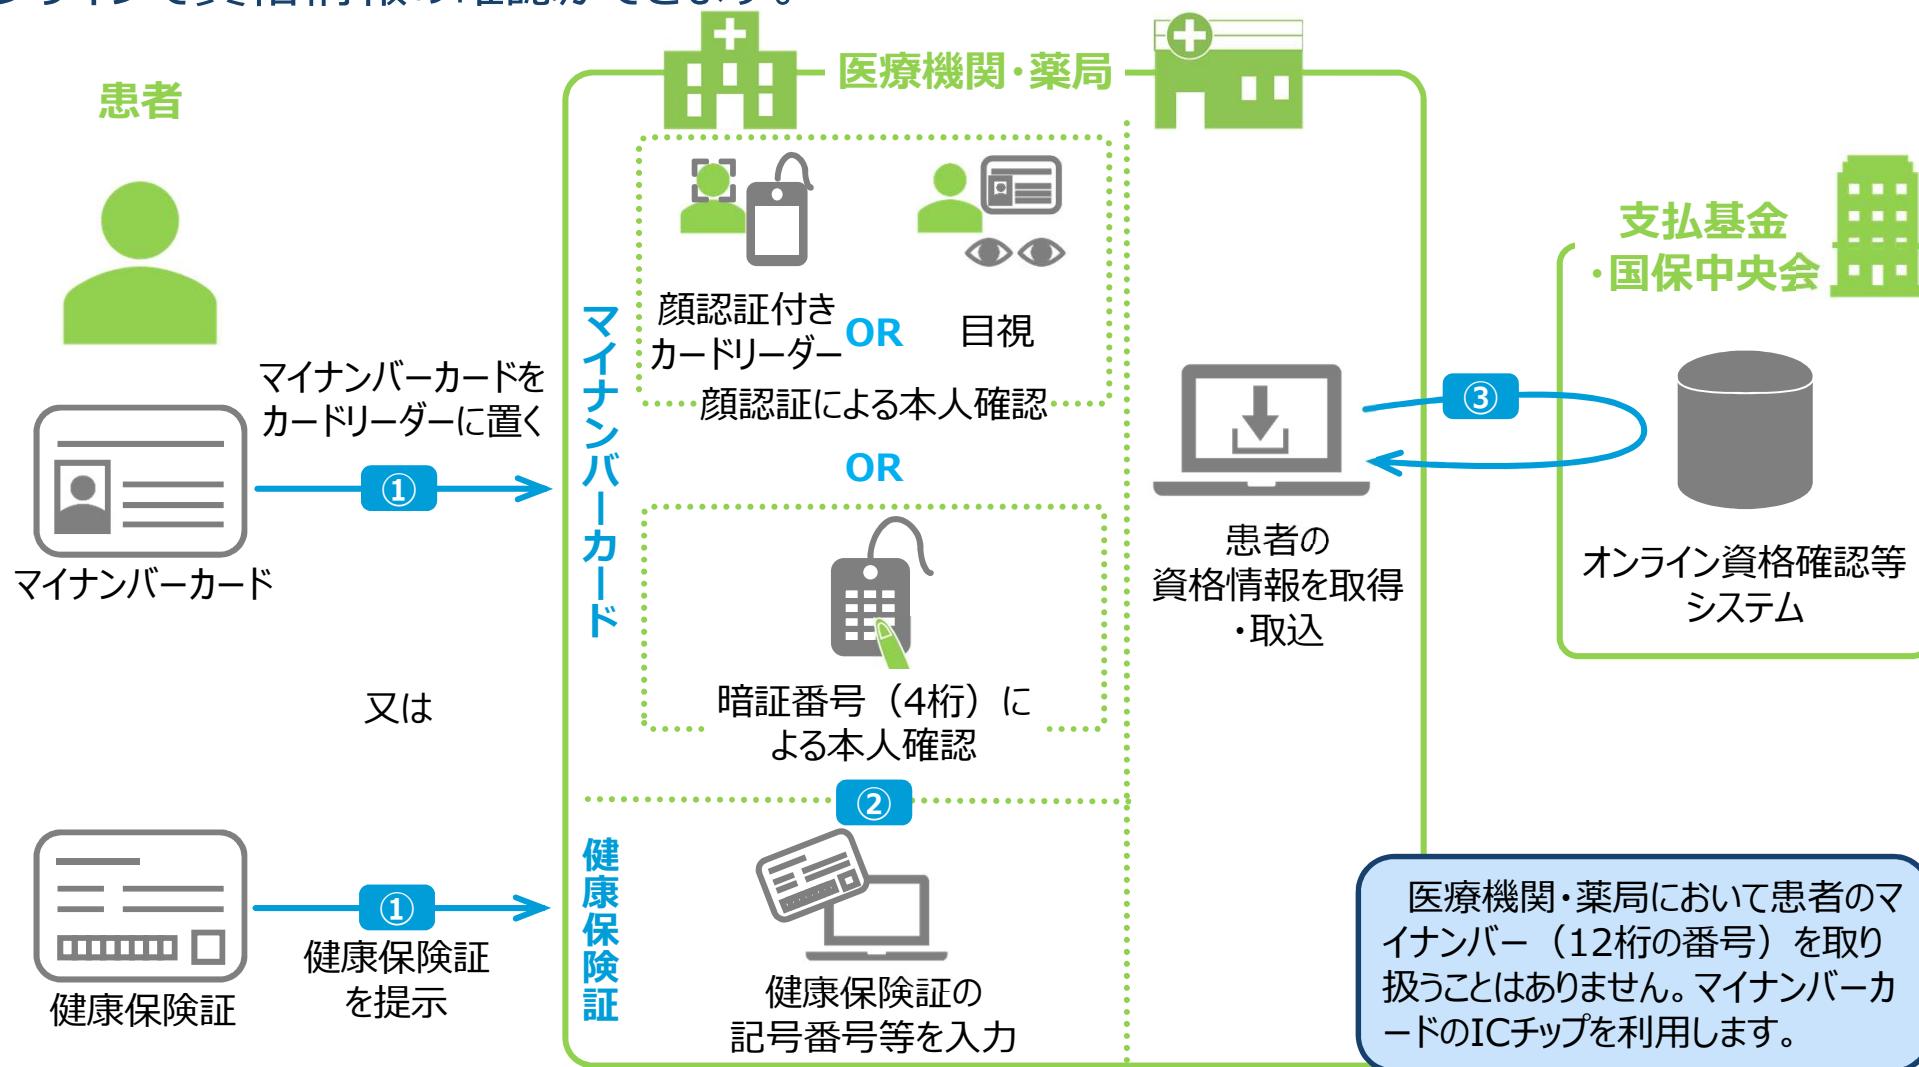 患者
医療機関・薬局
支払基金
・国保中央会
マイナンバーカードを
カードリーダーに置く
①
マイナンバーカード
又は
①
健康保険証
を提示
健康保険証
マイナンバーカード
顔認証付き
カードリーダー
OR
目視
顔認証による本人確認
OR
暗証番号（4桁）に
よる本人確認
②
健康保険証
健康保険証の
記号番号等を入力
患者の
資格情報を取得
・取込
③
オンライン資格確認等
システム
医療機関・薬局において患者のマ
イナンバー（12桁の番号）を取り
扱うことはありません。マイナンバーカ
ードのICチップを利用します。